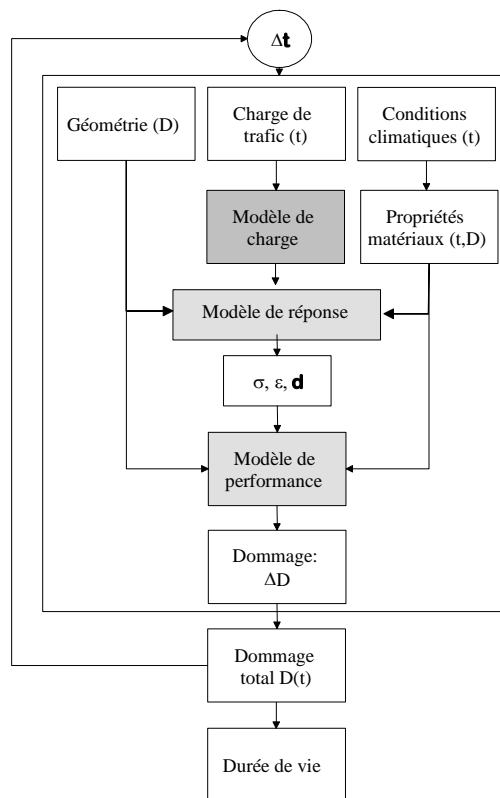 Δt
Géométrie (D)
Charge de
trafic (t)
Conditions
climatiques (t)
Modèle de
charge
Propriétés
matériaux (t,D)
Modèle de réponse
σ, ε, d
Modèle de
performance
Dommage:
ΔD
Dommage
total D(t)
Durée de vie